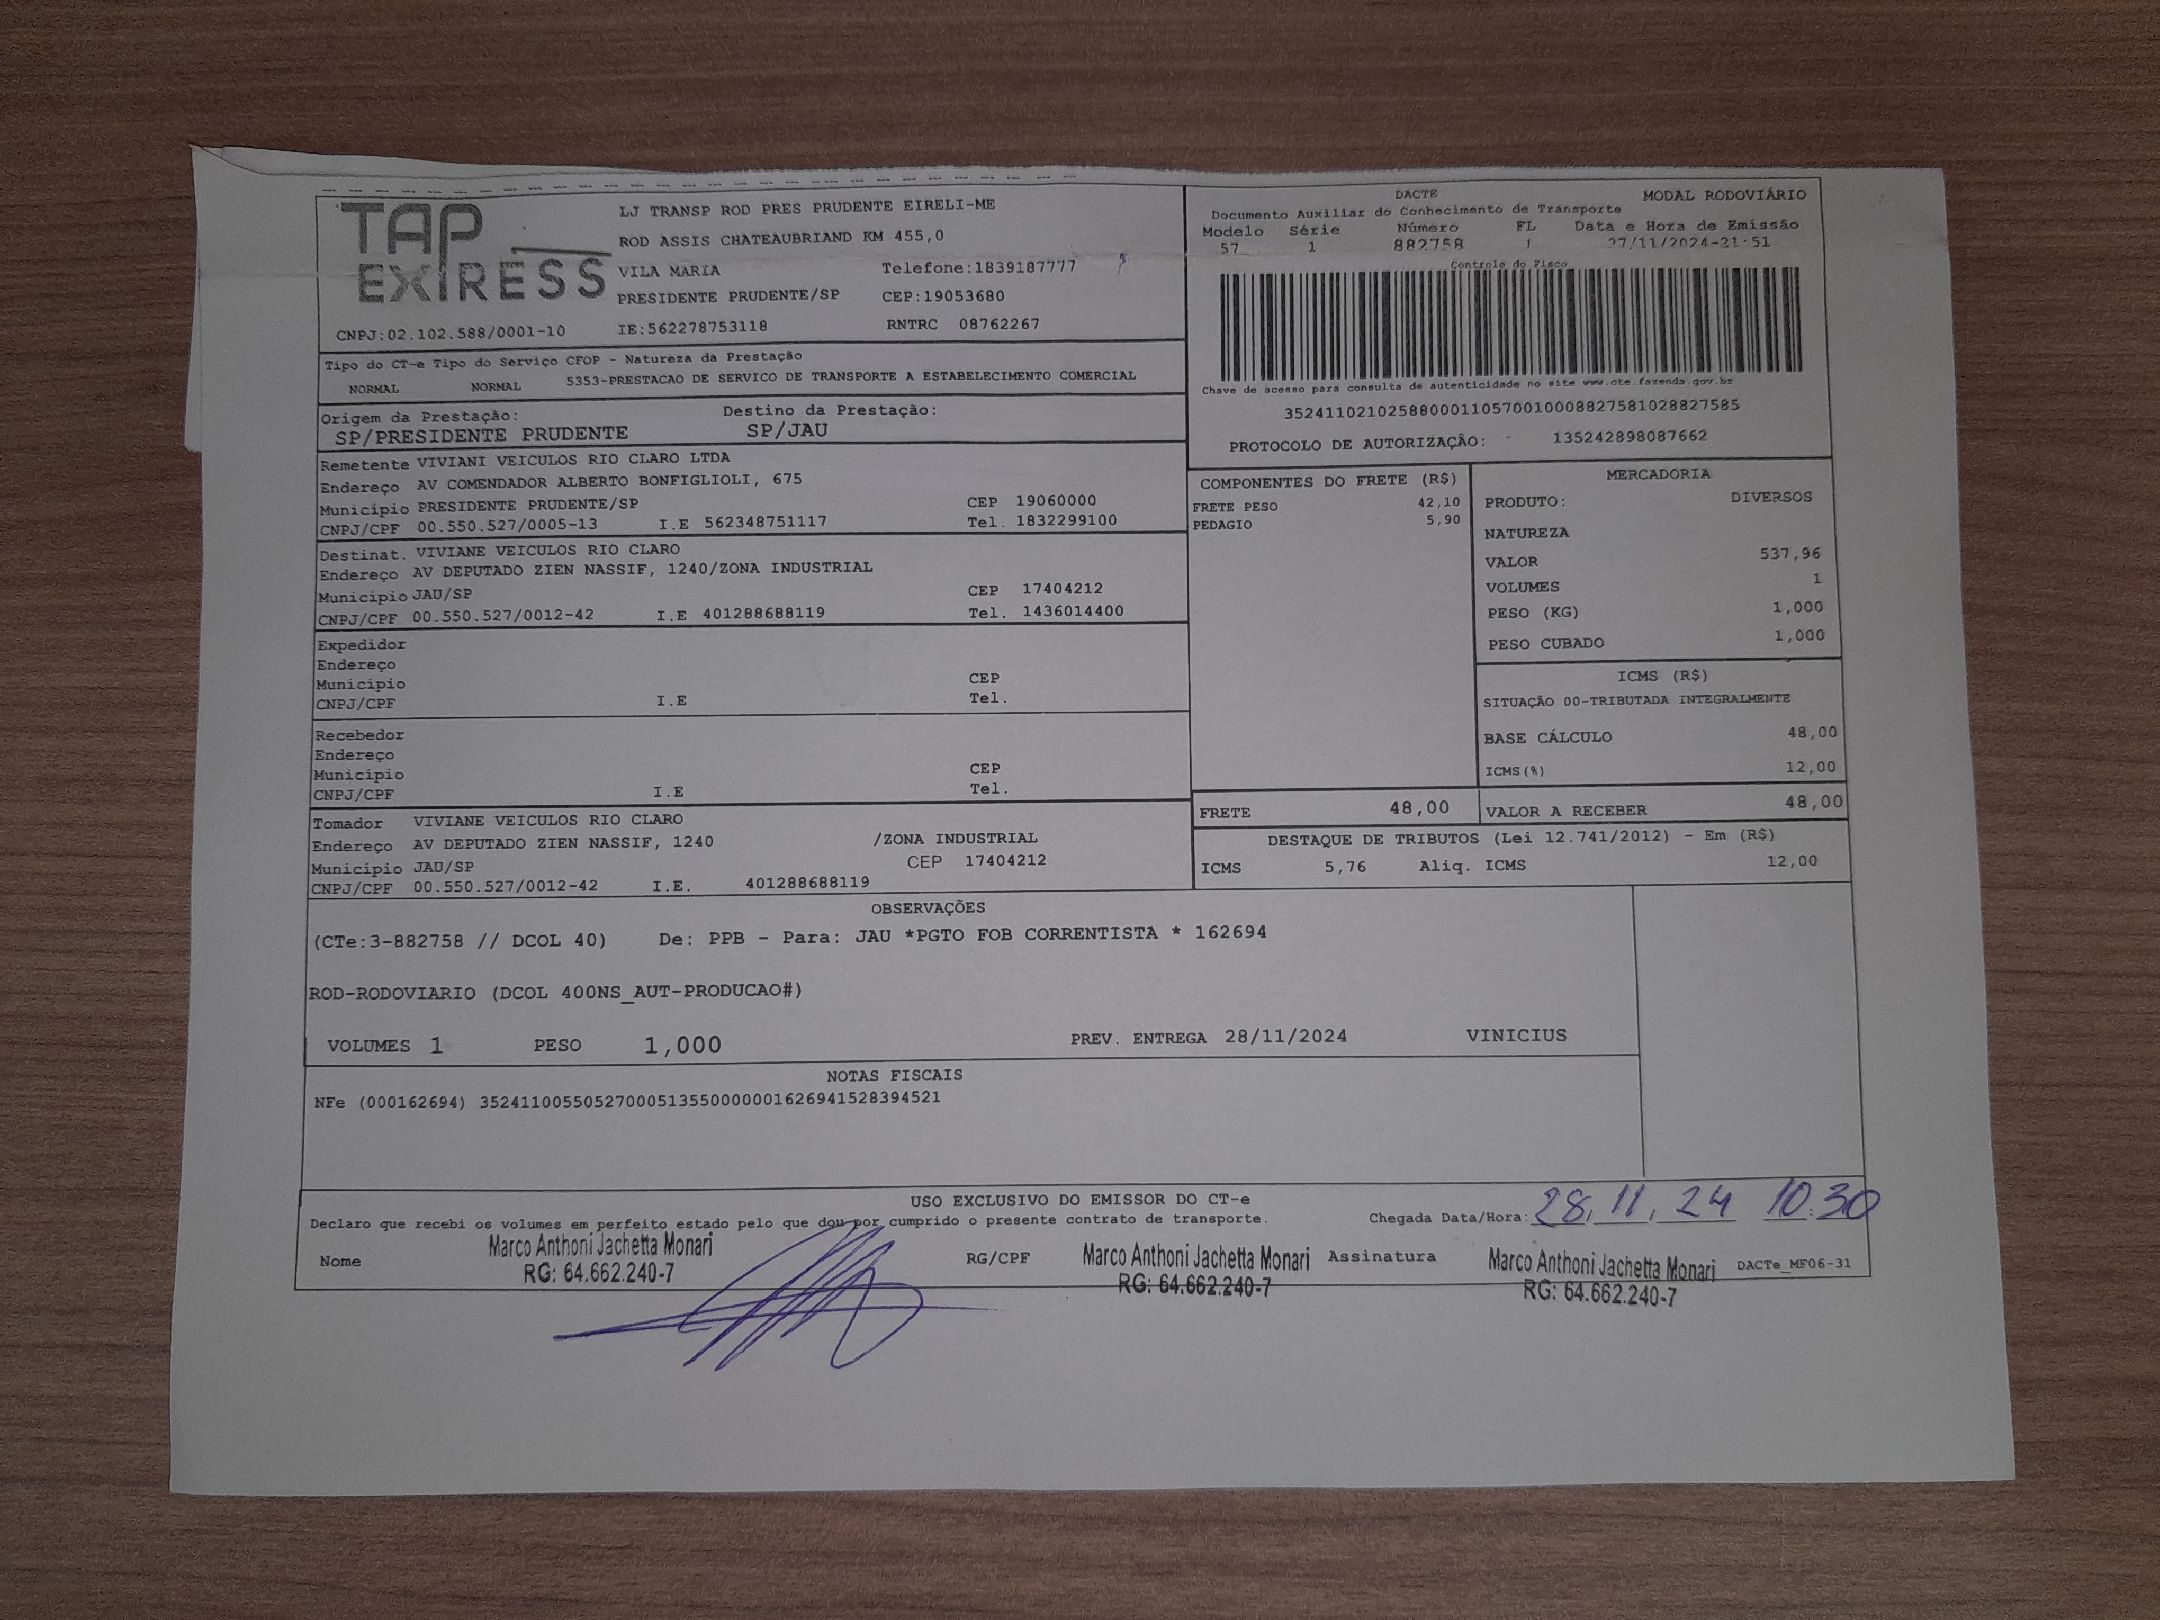 TAP
EXIRESS
LJ TRANSP ROD PRES PRUDENTE EIRELI-ME
ROD ASSIS CHATEAUBRIAND KM 455,0
VILA MARIA Telefone:1839187777
PRESIDENTE PRUDENTE/SP CEP:19053680
CNPJ:02.102.588/0001-10 IE:562278753118 RNTRC 08762267
DACTE MODAL RODOVIÁRIO
Documento Auxiliar do Conhecimento de Transporte
Modelo Série Número FL Data e Hora de Emissão
57 1 882758 1 27/11/2024-21:51
Controle do Fisco
Chave de acesso para consulta de autenticidade no site www.cte.fazenda.gov.br
35241102102588000110570010008827581028827585
PROTOCOLO DE AUTORIZAÇÃO: 135242898087662
Tipo do CT-e Tipo do Serviço CFOP - Natureza da Prestação
NORMAL NORMAL 5353-PRESTACAO DE SERVICO DE TRANSPORTE A ESTABELECIMENTO COMERCIAL
Origem da Prestação: Destino da Prestação:
SP/PRESIDENTE PRUDENTE SP/JAU
Remetente VIVIANI VEICULOS RIO CLARO LTDA
Endereço AV COMENDADOR ALBERTO BONFIGLIOLI, 675
Município PRESIDENTE PRUDENTE/SP CEP 19060000
CNPJ/CPF 00.550.527/0005-13 I.E 562348751117 Tel. 1832299100
Destinat. VIVIANE VEICULOS RIO CLARO
Endereço AV DEPUTADO ZIEN NASSIF, 1240/ZONA INDUSTRIAL
Município JAU/SP CEP 17404212
CNPJ/CPF 00.550.527/0012-42 I.E 401288688119 Tel. 1436014400
Expedidor
Endereço
Município CEP
CNPJ/CPF I.E Tel.
Recebedor
Endereço
Município CEP
CNPJ/CPF I.E Tel.
Tomador VIVIANE VEICULOS RIO CLARO
Endereço AV DEPUTADO ZIEN NASSIF, 1240 /ZONA INDUSTRIAL
Município JAU/SP CEP 17404212
CNPJ/CPF 00.550.527/0012-42 I.E. 401288688119
COMPONENTES DO FRETE (R$)
FRETE PESO 42,10
PEDAGIO 5,90
MERCADORIA
PRODUTO: DIVERSOS
NATUREZA
VALOR 537,96
VOLUMES 1
PESO (KG) 1,000
PESO CUBADO 1,000
ICMS (R$)
SITUAÇÃO 00-TRIBUTADA INTEGRALMENTE
BASE CÁLCULO 48,00
ICMS(%) 12,00
FRETE 48,00 VALOR A RECEBER 48,00
DESTAQUE DE TRIBUTOS (Lei 12.741/2012) - Em (R$)
ICMS 5,76 Aliq. ICMS 12,00
OBSERVAÇÕES
(CTe:3-882758 // DCOL 40) De: PPB - Para: JAU *PGTO FOB CORRENTISTA * 162694
ROD-RODOVIARIO (DCOL 400NS_AUT-PRODUCAO#)
VOLUMES 1 PESO 1,000 PREV. ENTREGA 28/11/2024 VINICIUS
NOTAS FISCAIS
NFe (000162694) 35241100550527000513550000001626941528394521
USO EXCLUSIVO DO EMISSOR DO CT-e
Declaro que recebi os volumes em perfeito estado pelo que dou por cumprido o presente contrato de transporte. Chegada Data/Hora: 28,11,24 10:30
Nome Marco Anthoni Jachetta Monari RG/CPF Marco Anthoni Jachetta Monari Assinatura Marco Anthoni Jachetta Monari DACTe_MF06-31
RG: 64.662.240-7 RG: 64.662.240-7 RG: 64.662.240-7